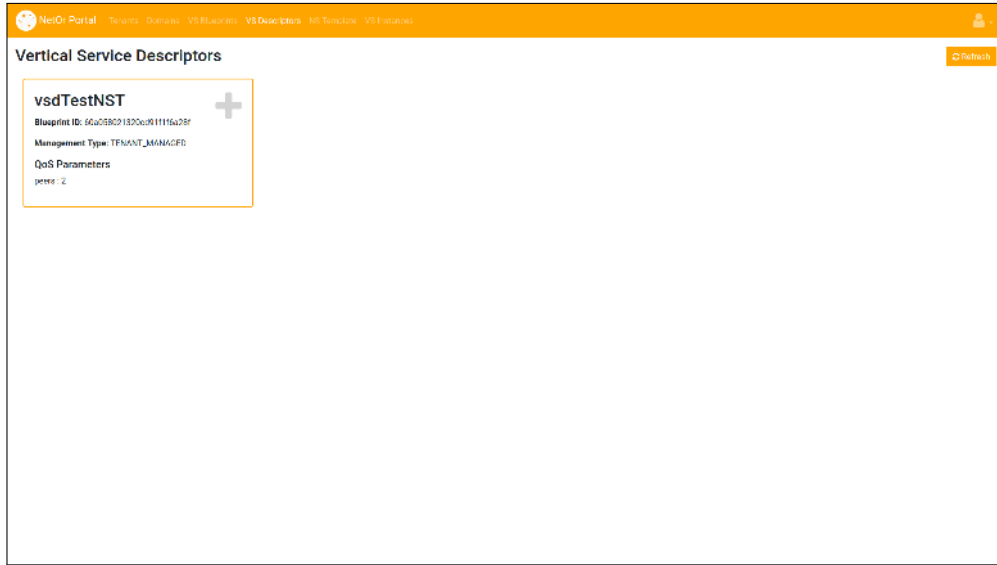 NetOr Portal Tenants Domains VS Blueprints VS Descriptors NS Template VS Instances
Vertical Service Descriptors
Refresh
vsdTestNST
Blueprint ID:
Management Type: TENANT_MANAGED
QoS Parameters
peers : 2